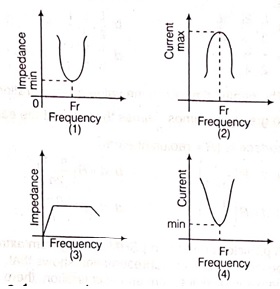 Impedance
min
0
Fr
Frequency
(1)
Current
max
Fr
Frequency
(2)
Impedance
Frequency
(3)
Current
min
Fr
Frequency
(4)